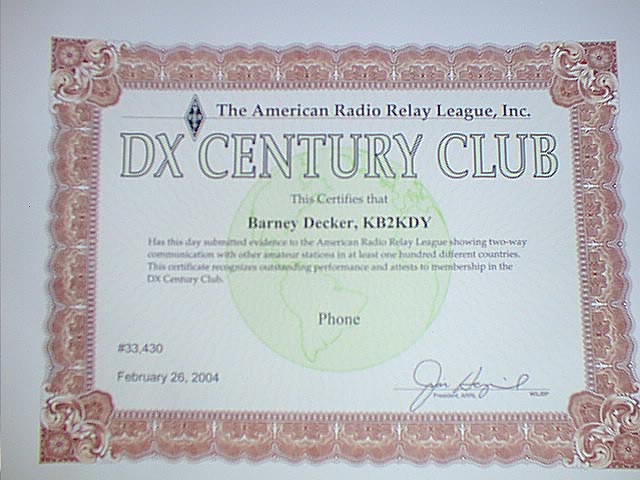 The American Radio Relay League, Inc.
DX CENTURY CLUB
This Certifies that
Barney Decker, KB2KDY
Has this day submitted evidence to the American Radio Relay League showing two-way
communication with other amateur stations in at least one hundred different countries.
This certificate recognizes outstanding performance and attests to membership in the
DX Century Club.
Phone
#33,430
February 26, 2004
President, ARRL